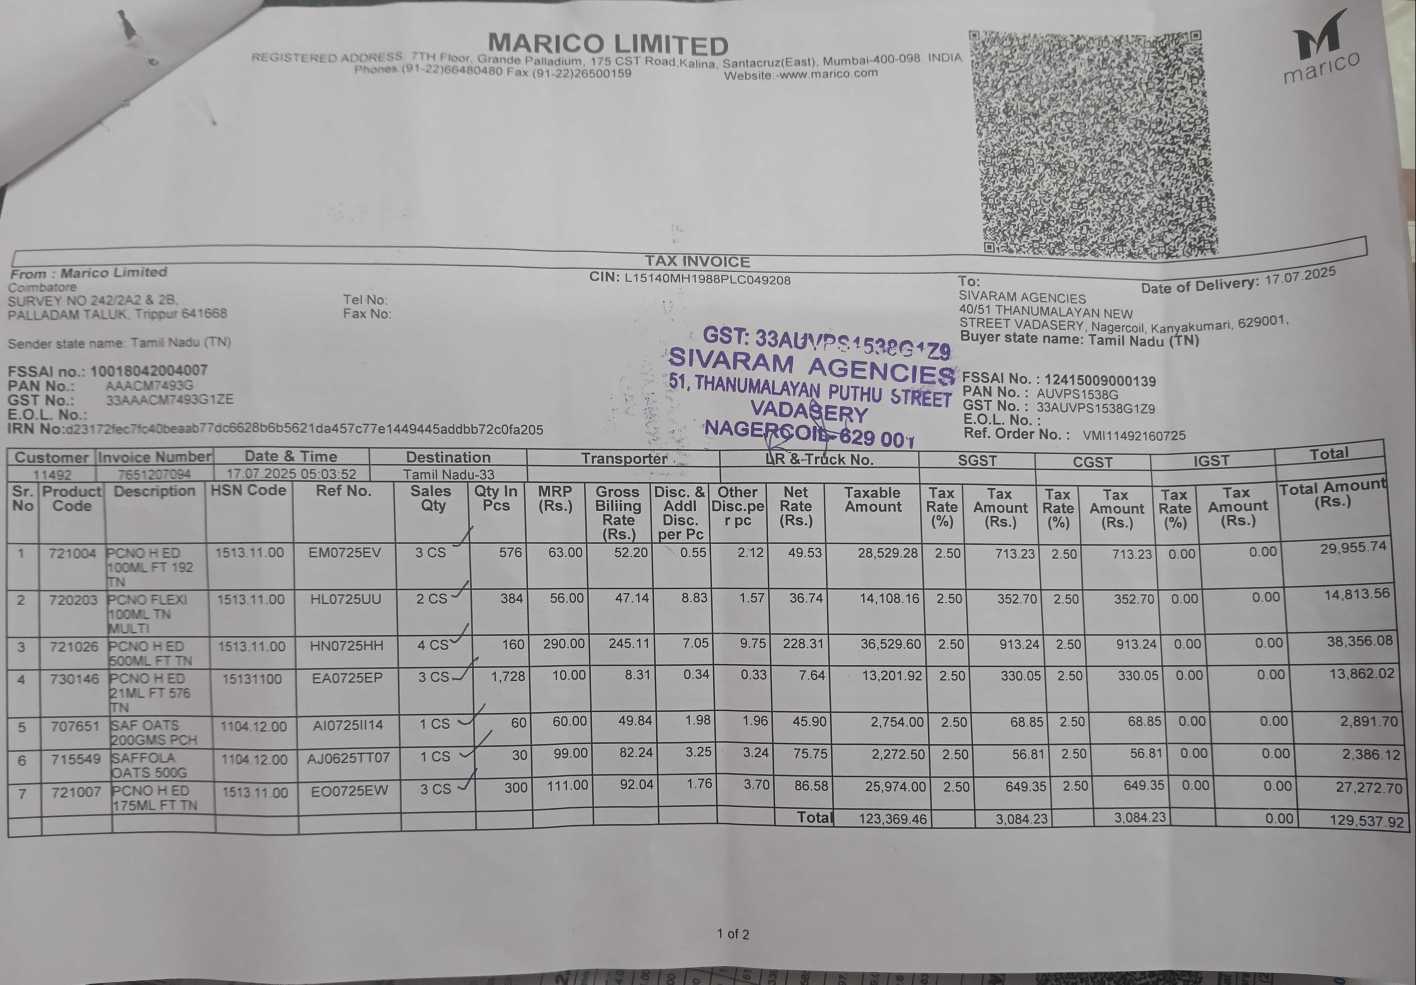 MARICO LIMITED
REGISTERED ADDRESS 7TH Floor, Grande Palladium, 175 CST Road,Kalina, Santacruz(East), Mumbai-400-098 INDIA
Phones (91-22)66480480 Fax (91-22)26500159 Website:-www.marico.com
marico
TAX INVOICE
CIN: L15140MH1988PLC049208
From : Marico Limited
Coimbatore
SURVEY NO 242/2A2 & 2B,
PALLADAM TALUK, Trippur 641668
Tel No:
Fax No:
Sender state name: Tamil Nadu (TN)
FSSAI no.: 10018042004007
PAN No.: AAACM7493G
GST No.: 33AAACM7493G1ZE
E.O.L. No.:
IRN No:d23172fec7fc40beaab77dc6628b6b5621da457c77e1449445addbb72c0fa205
GST: 33AUVPS1538G1Z9
SIVARAM AGENCIES
51, THANUMALAYAN PUTHU STREET
VADASERY
NAGERCOIL-629 001
To: Date of Delivery: 17.07.2025
SIVARAM AGENCIES
40/51 THANUMALAYAN NEW
STREET VADASERY, Nagercoil, Kanyakumari, 629001,
Buyer state name: Tamil Nadu (TN)
FSSAI No. : 12415009000139
PAN No. : AUVPS1538G
GST No. : 33AUVPS1538G1Z9
E.O.L. No. :
Ref. Order No. : VMI11492160725
Customer Invoice Number Date & Time Destination Transporter LR & Truck No. SGST CGST IGST Total
11492 7651207094 17.07.2025 05:03:52 Tamil Nadu-33
Sr. No Product Code Description HSN Code Ref No. Sales Qty Qty In Pcs MRP (Rs.) Gross Biliing Rate (Rs.) Disc. & Addl Disc. per Pc Other Disc.pe r pc Net Rate (Rs.) Taxable Amount Tax Rate (%) Tax Amount (Rs.) Tax Rate (%) Tax Amount (Rs.) Tax Rate (%) Tax Amount (Rs.) Total Amount (Rs.)
1 721004 PCNO H ED 100ML FT 192 TN 1513.11.00 EM0725EV 3 CS 576 63.00 52.20 0.55 2.12 49.53 28,529.28 2.50 713.23 2.50 713.23 0.00 0.00 29,955.74
2 720203 PCNO FLEXI 100ML TN MULTI 1513.11.00 HL0725UU 2 CS 384 56.00 47.14 8.83 1.57 36.74 14,108.16 2.50 352.70 2.50 352.70 0.00 0.00 14,813.56
3 721026 PCNO H ED 500ML FT TN 1513.11.00 HN0725HH 4 CS 160 290.00 245.11 7.05 9.75 228.31 36,529.60 2.50 913.24 2.50 913.24 0.00 0.00 38,356.08
4 730146 PCNO H ED 21ML FT 576 TN 15131100 EA0725EP 3 CS 1,728 10.00 8.31 0.34 0.33 7.64 13,201.92 2.50 330.05 2.50 330.05 0.00 0.00 13,862.02
5 707651 SAF OATS 200GMS PCH 1104.12.00 AI0725II14 1 CS 60 60.00 49.84 1.98 1.96 45.90 2,754.00 2.50 68.85 2.50 68.85 0.00 0.00 2,891.70
6 715549 SAFFOLA OATS 500G 1104.12.00 AJ0625TT07 1 CS 30 99.00 82.24 3.25 3.24 75.75 2,272.50 2.50 56.81 2.50 56.81 0.00 0.00 2,386.12
7 721007 PCNO H ED 175ML FT TN 1513.11.00 EO0725EW 3 CS 300 111.00 92.04 1.76 3.70 86.58 25,974.00 2.50 649.35 2.50 649.35 0.00 0.00 27,272.70
Total 123,369.46 3,084.23 3,084.23 0.00 129,537.92
1 of 2